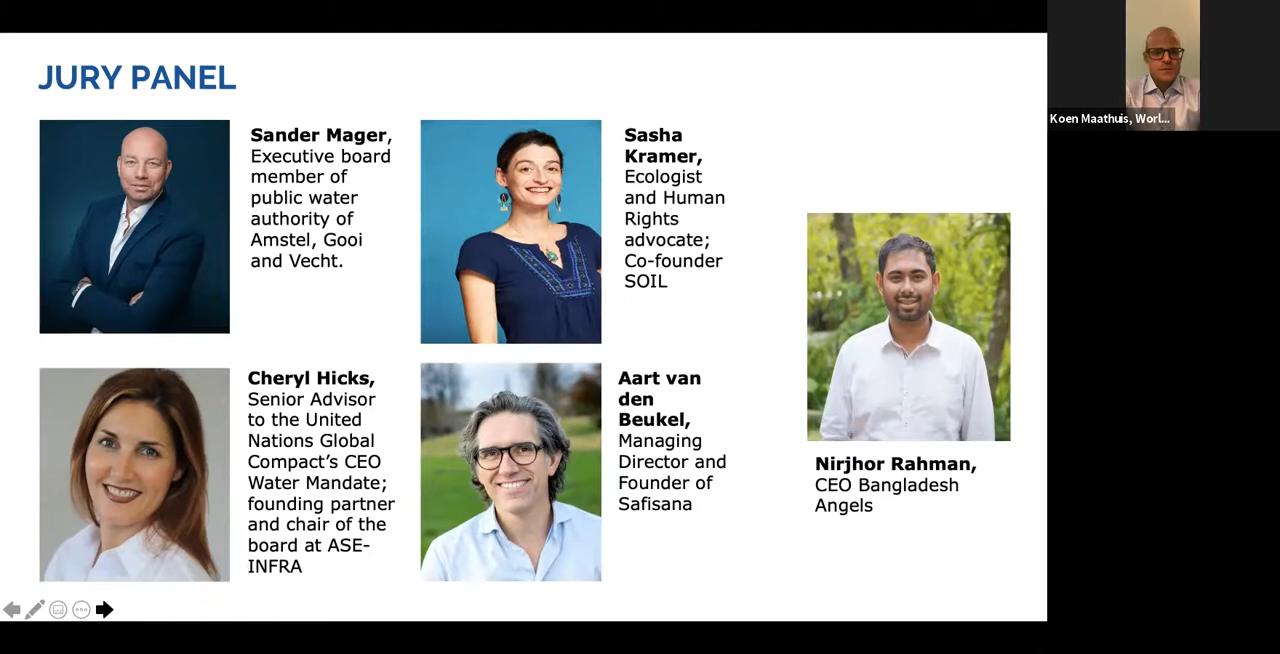 JURY PANEL
Sander Mager,
Executive board
member of
public water
authority of
Amstel, Gooi
and Vecht.
Sasha
Kramer,
Ecologist
and Human
Rights
advocate;
Co-founder
SOIL
Cheryl Hicks,
Senior Advisor
to the United
Nations Global
Compact’s CEO
Water Mandate;
founding partner
and chair of the
board at ASE-
INFRA
Aart van
den
Beukel,
Managing
Director and
Founder of
Safisana
Nirjhor Rahman,
CEO Bangladesh
Angels
Koen Maathuis, Worl...